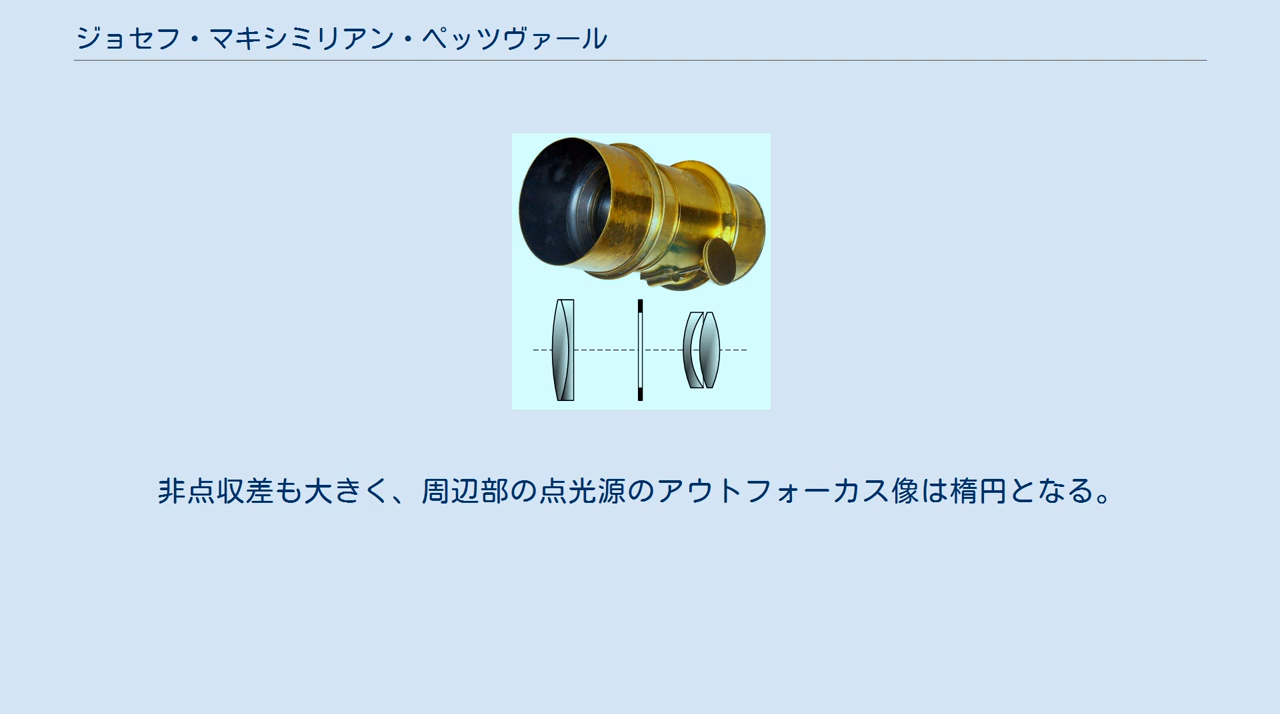 ジョセフ・マキシミリアン・ペッツヴァール
非点収差も大きく、周辺部の点光源のアウトフォーカス像は楕円となる。